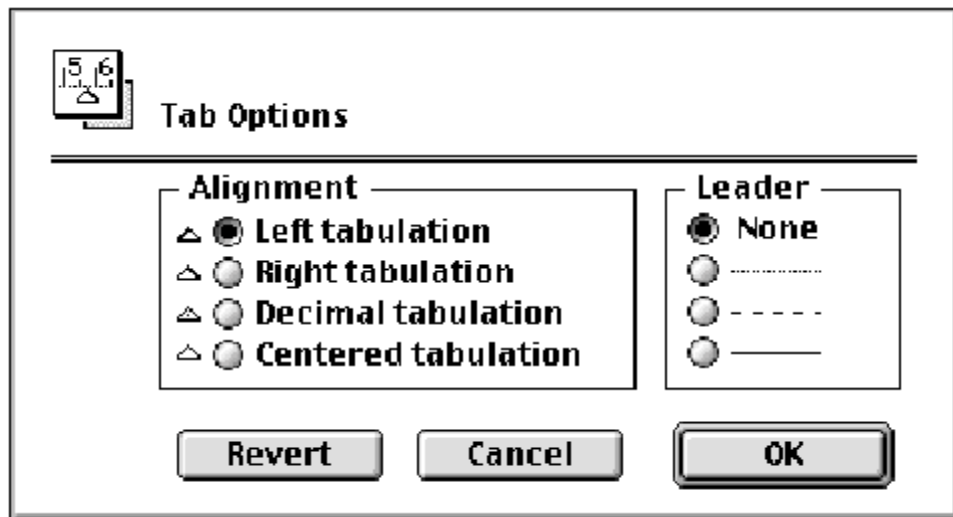 5 6
Tab Options
Alignment
Left tabulation
Right tabulation
Decimal tabulation
Centered tabulation
Leader
None
Revert
Cancel
OK